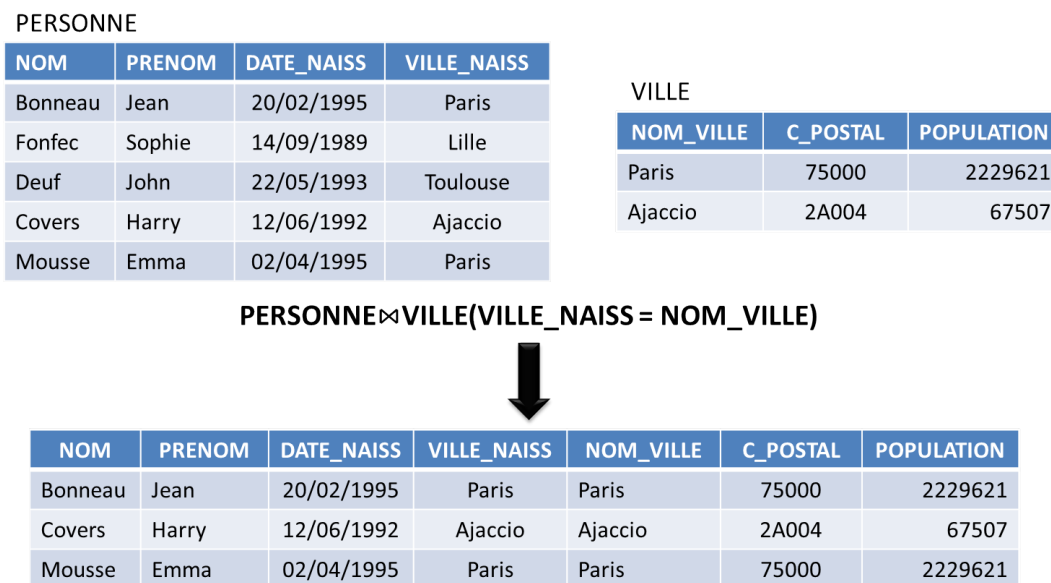 PERSONNE
NOM PRENOM DATE_NAISS VILLE_NAISS
Bonneau Jean 20/02/1995 Paris
Fonfec Sophie 14/09/1989 Lille
Deuf John 22/05/1993 Toulouse
Covers Harry 12/06/1992 Ajaccio
Mousse Emma 02/04/1995 Paris
VILLE
NOM_VILLE C_POSTAL POPULATION
Paris 75000 2229621
Ajaccio 2A004 67507
PERSONNE⋈VILLE(VILLE_NAISS = NOM_VILLE)
NOM PRENOM DATE_NAISS VILLE_NAISS NOM_VILLE C_POSTAL POPULATION
Bonneau Jean 20/02/1995 Paris Paris 75000 2229621
Covers Harry 12/06/1992 Ajaccio Ajaccio 2A004 67507
Mousse Emma 02/04/1995 Paris Paris 75000 2229621